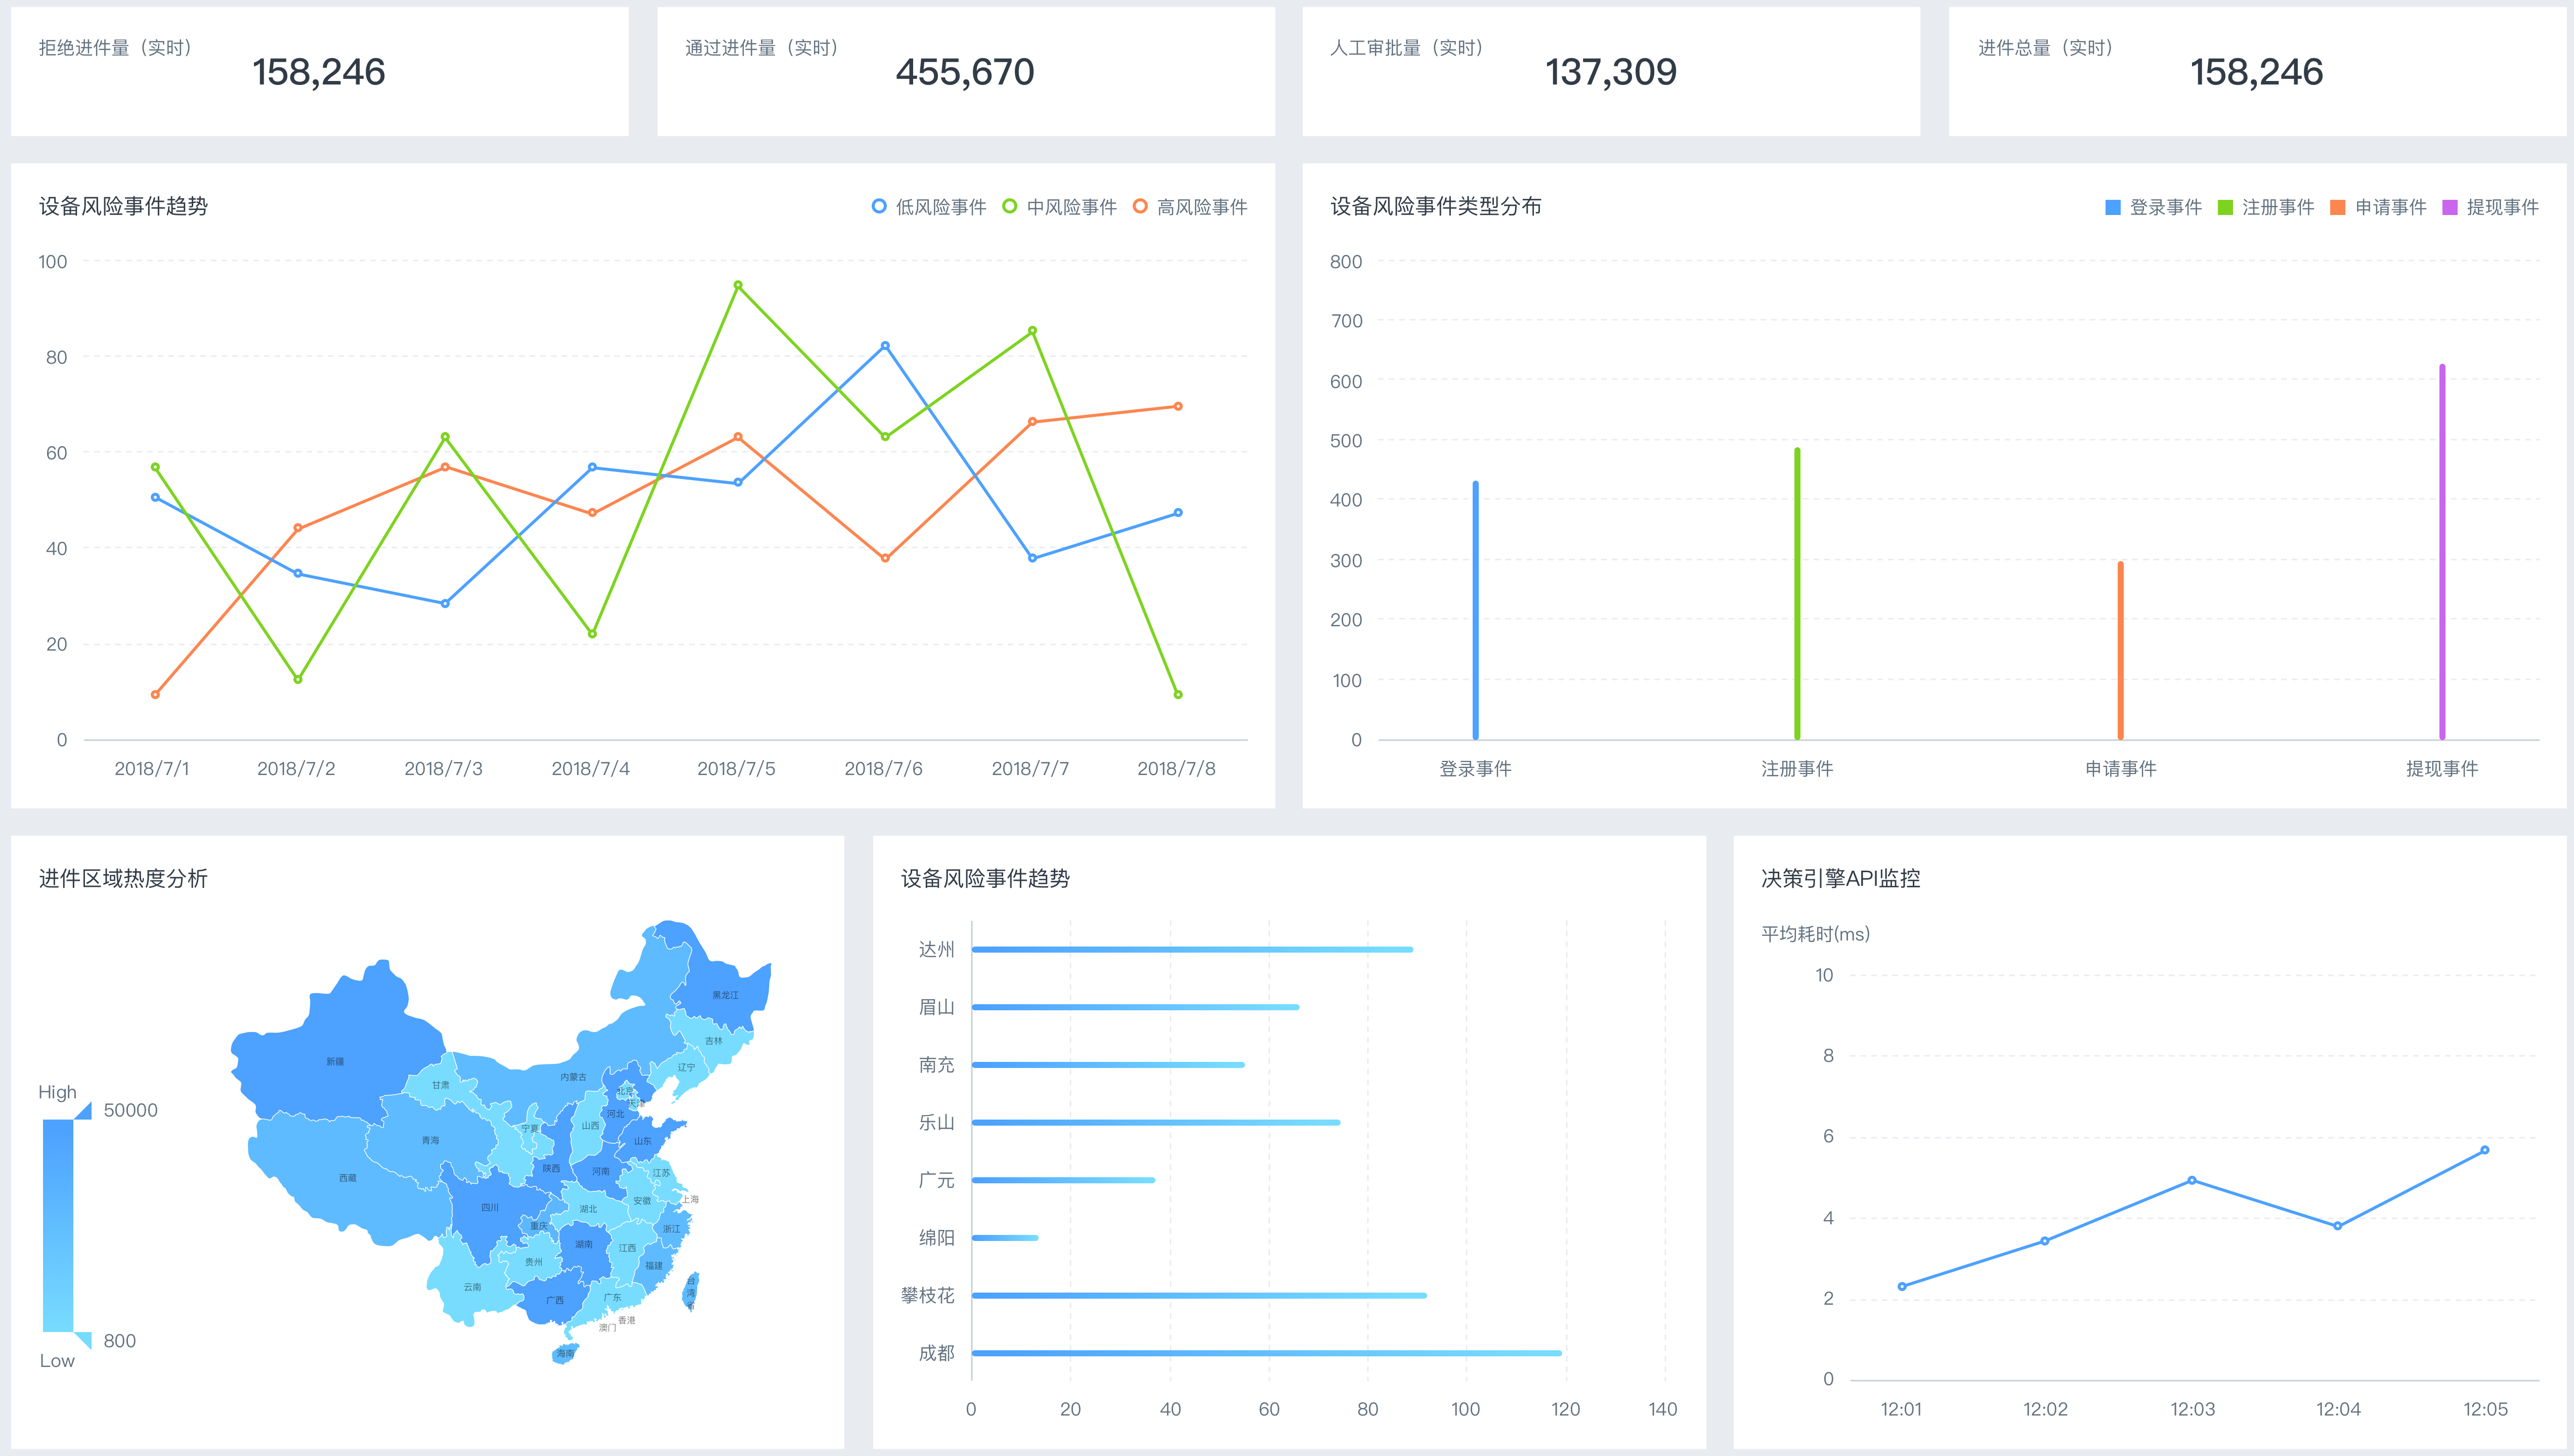 拒绝进件量（实时）
158,246
通过进件量（实时）
455,670
人工审批量（实时）
137,309
进件总量（实时）
158,246
设备风险事件趋势
低风险事件 中风险事件 高风险事件
100
80
60
40
20
0
2018/7/1 2018/7/2 2018/7/3 2018/7/4 2018/7/5 2018/7/6 2018/7/7 2018/7/8
设备风险事件类型分布
登录事件 注册事件 申请事件 提现事件
800
700
600
500
400
300
200
100
0
登录事件 注册事件 申请事件 提现事件
进件区域热度分析
High
50000
800
Low
黑龙江
吉林
辽宁
新疆
内蒙古
甘肃
北京
天津
河北
山西
宁夏
青海
山东
陕西
河南
江苏
西藏
上海
安徽
四川
湖北
重庆
浙江
湖南
江西
贵州
福建
云南
台湾省
广西
广东
香港
澳门
海南
设备风险事件趋势
达州
眉山
南充
乐山
广元
绵阳
攀枝花
成都
0 20 40 60 80 100 120 140
决策引擎API监控
平均耗时(ms)
10
8
6
4
2
0
12:01 12:02 12:03 12:04 12:05